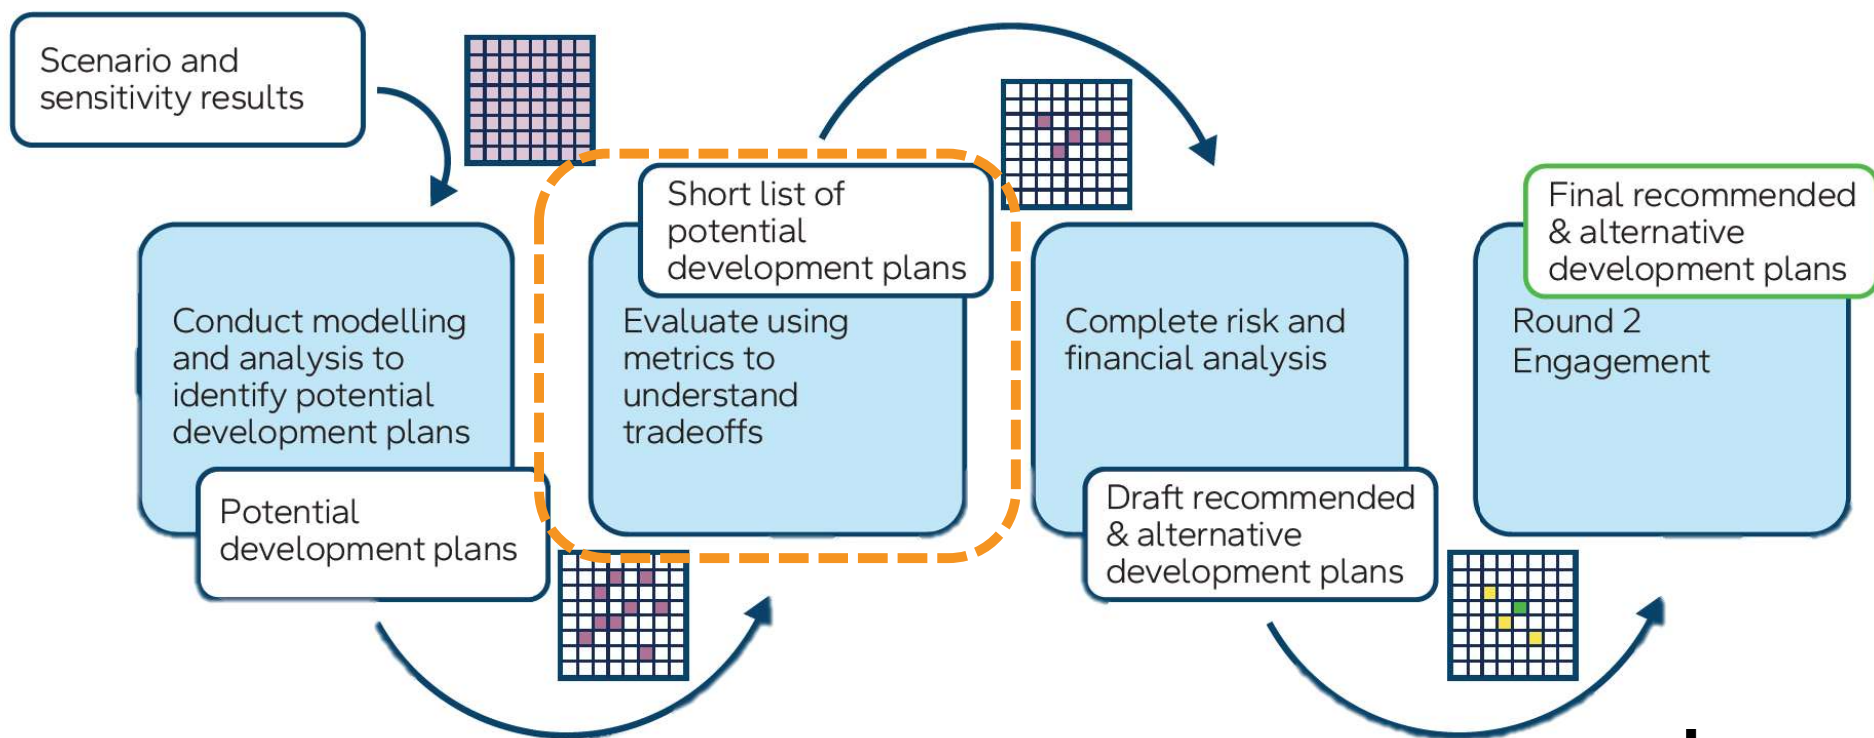 Scenario and
sensitivity results
Conduct modelling
and analysis to
identify potential
development plans
Potential
development plans
Short list of
potential
development plans
Evaluate using
metrics to
understand
tradeoffs
Complete risk and
financial analysis
Draft recommended
& alternative
development plans
Final recommended
& alternative
development plans
Round 2
Engagement